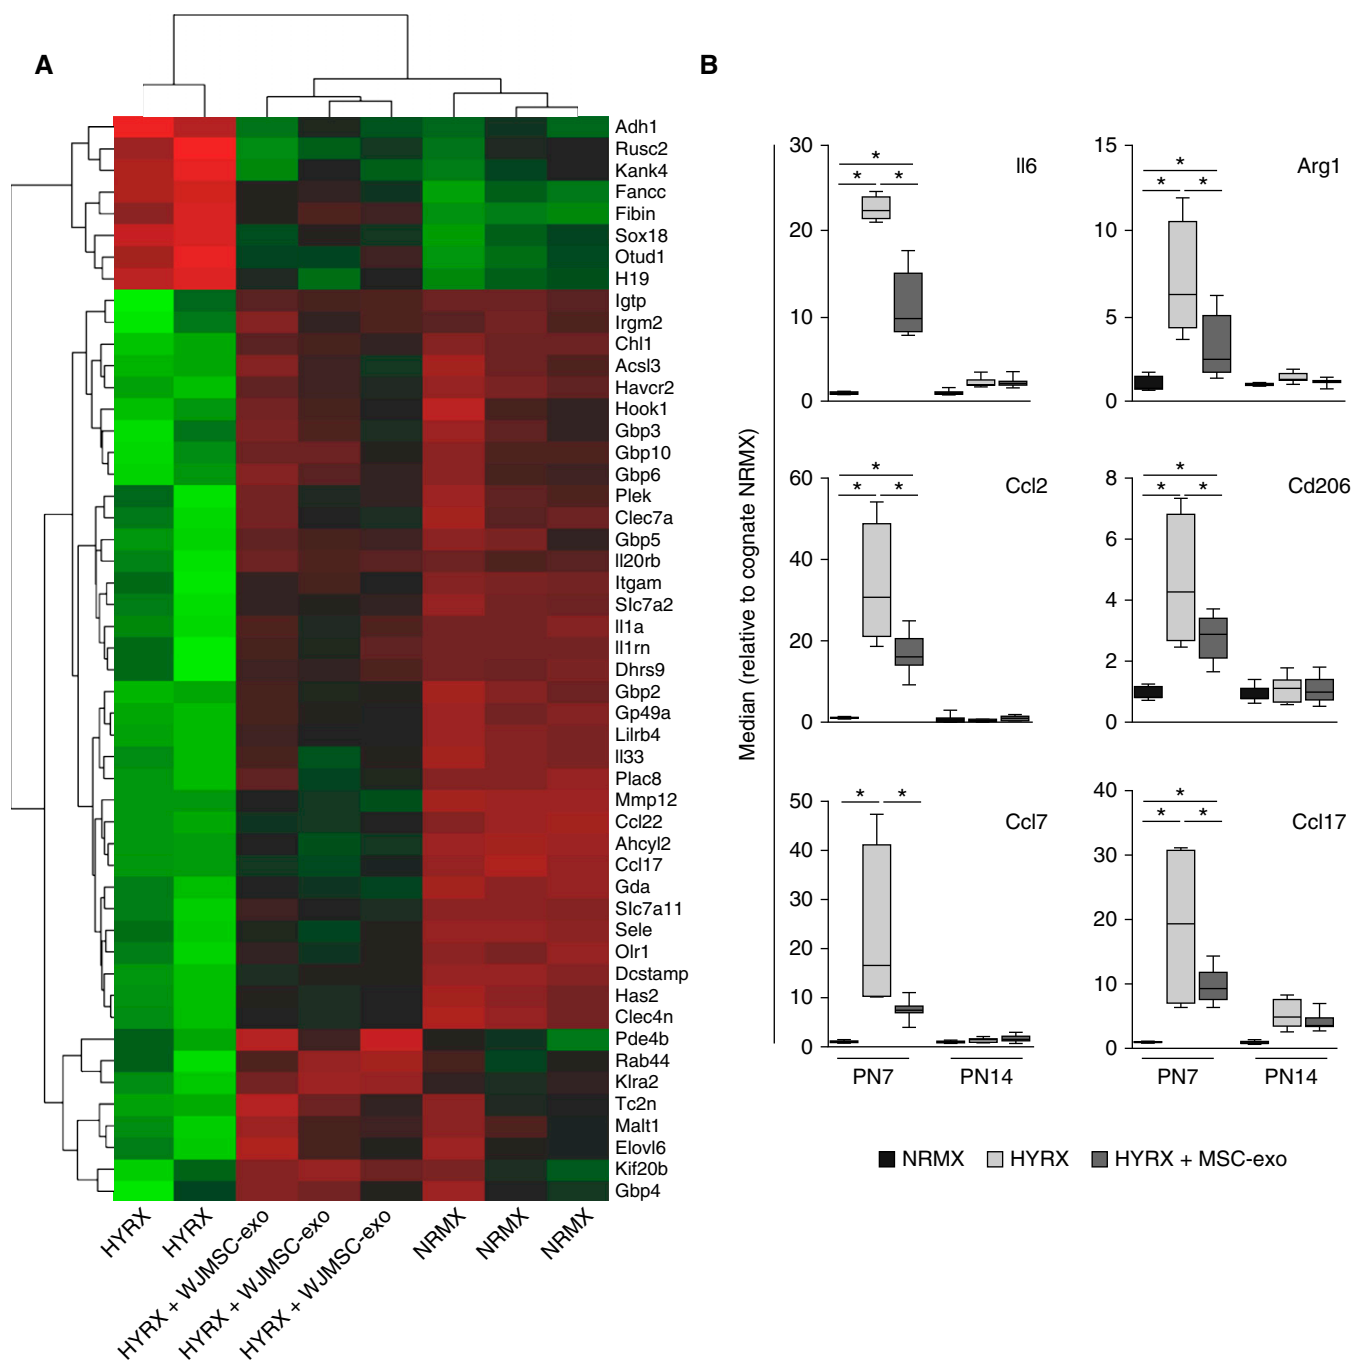 A
Adh1
Rusc2
Kank4
Fancc
Fibin
Sox18
Otud1
H19
Igtp
Irgm2
Chl1
Acsl3
Havcr2
Hook1
Gbp3
Gbp10
Gbp6
Plek
Clec7a
Gbp5
Il20rb
Itgam
Slc7a2
Il1a
Il1rn
Dhrs9
Gbp2
Gp49a
Lilrb4
Il33
Plac8
Mmp12
Ccl22
Ahcyl2
Ccl17
Gda
Slc7a11
Sele
Olr1
Dcstamp
Has2
Clec4n
Pde4b
Rab44
Klra2
Tc2n
Malt1
Elovl6
Kif20b
Gbp4
HYRX
HYRX
HYRX + WJMSC-exo
HYRX + WJMSC-exo
HYRX + WJMSC-exo
NRMX
NRMX
NRMX
B
Median (relative to cognate NRMX)
30
20
10
0
*
* *
Il6
15
10
5
0
*
* *
Arg1
60
40
20
0
*
* *
Ccl2
8
6
4
2
0
*
* *
Cd206
50
40
30
20
10
0
* *
Ccl7
PN7 PN14
40
30
20
10
0
*
* *
Ccl17
PN7 PN14
NRMX HYRX HYRX + MSC-exo